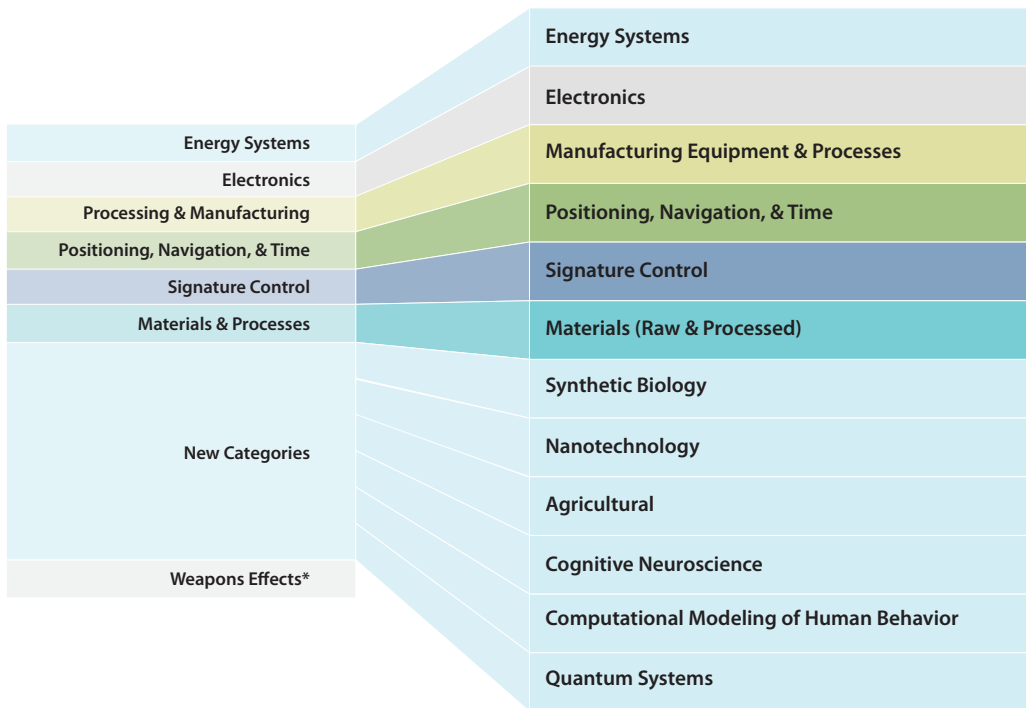 Energy Systems
Electronics
Processing & Manufacturing
Positioning, Navigation, & Time
Signature Control
Materials & Processes
New Categories
Weapons Effects*
Energy Systems
Electronics
Manufacturing Equipment & Processes
Positioning, Navigation, & Time
Signature Control
Materials (Raw & Processed)
Synthetic Biology
Nanotechnology
Agricultural
Cognitive Neuroscience
Computational Modeling of Human Behavior
Quantum Systems